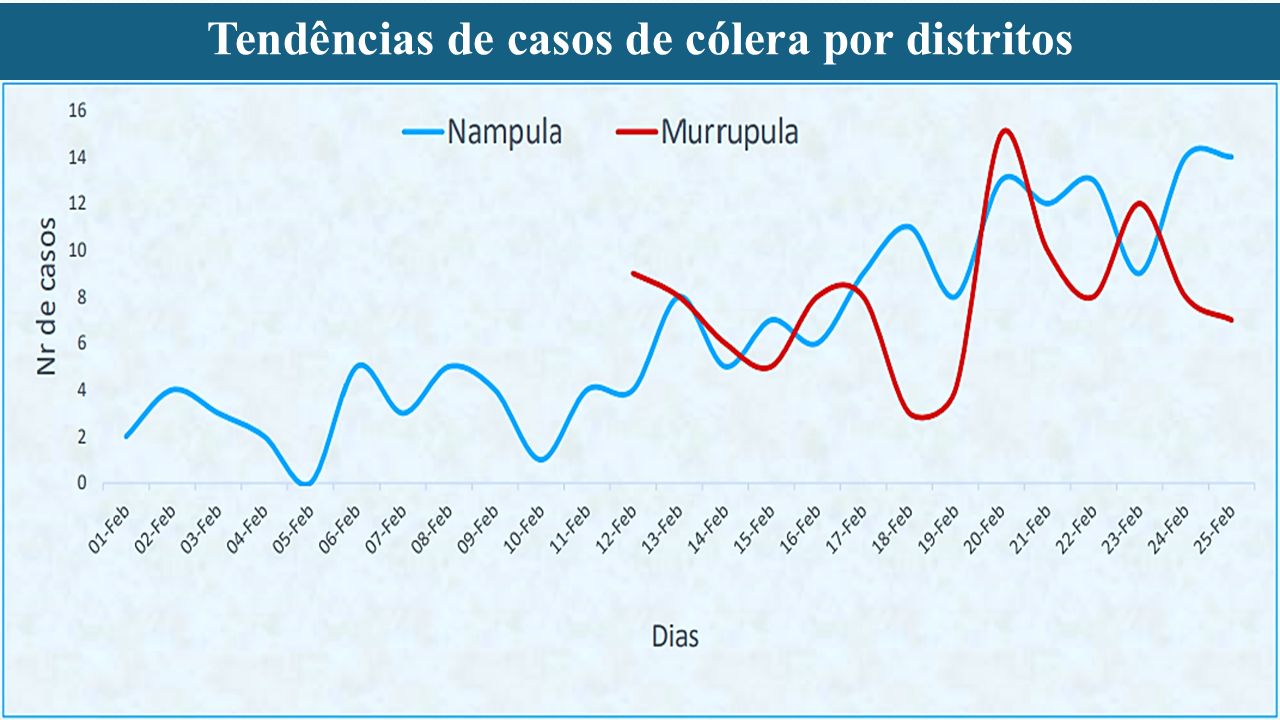 Tendências de casos de cólera por distritos
Nampula Murrupula
Nr de casos
16
14
12
10
8
6
4
2
0
01-Feb 02-Feb 03-Feb 04-Feb 05-Feb 06-Feb 07-Feb 08-Feb 09-Feb 10-Feb 11-Feb 12-Feb 13-Feb 14-Feb 15-Feb 16-Feb 17-Feb 18-Feb 19-Feb 20-Feb 21-Feb 22-Feb 23-Feb 24-Feb 25-Feb
Dias